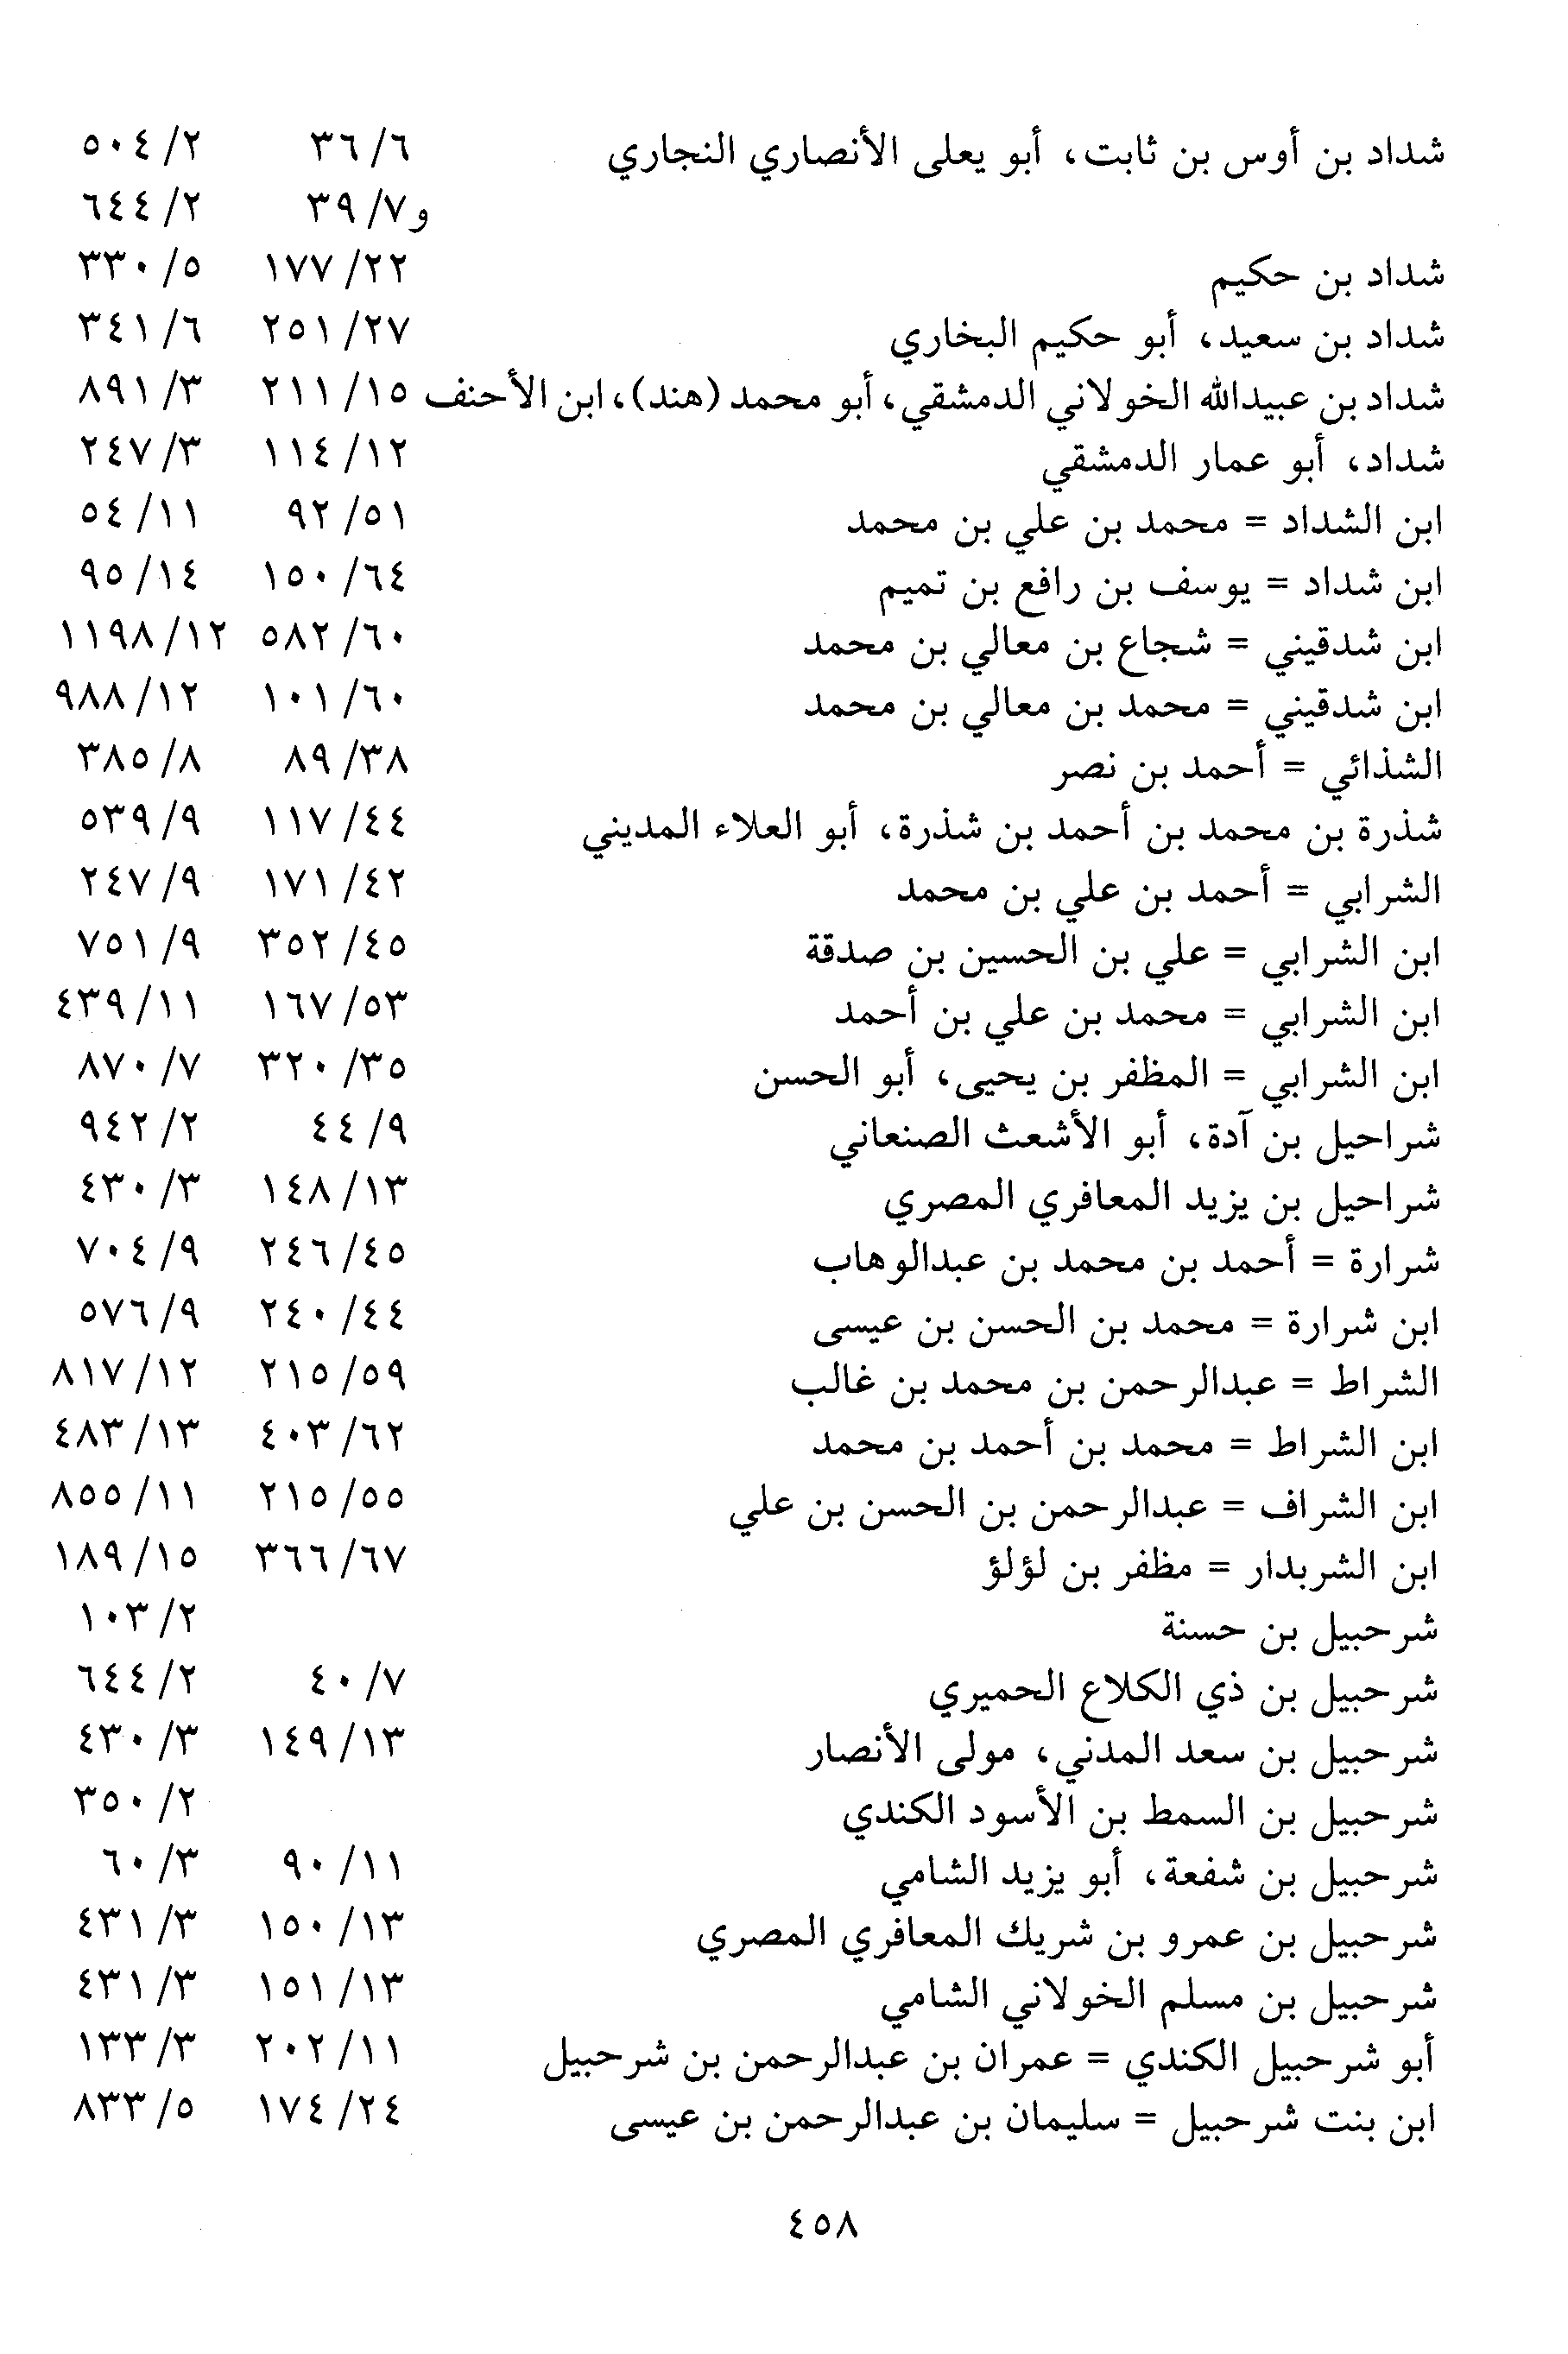 شداد بن أوس بن ثابت، أبو يعلى الأنصاري النجاري ٦/ ٣٦ ٢/ ٥٠٤
و٧/ ٣٩ ٢/ ٦٤٤
شداد بن حكيم ٢٢/ ١٧٧ ٥/ ٣٣٠
شداد بن سعيد، أبو حكيم البخاري ٢٧/ ٢٥١ ٦/ ٣٤١
شداد بن عبيدالله الخولاني الدمشقي، أبو محمد (هند)، ابن الأحنف ١٥/ ٢١١ ٣/ ٨٩١
شداد، أبو عمار الدمشقي ١٢/ ١١٤ ٣/ ٢٤٧
ابن الشداد = محمد بن علي بن محمد ٥١/ ٩٢ ١١/ ٥٤
ابن شداد = يوسف بن رافع بن تميم ٦٤/ ١٥٠ ١٤/ ٩٥
ابن شدقيني = شجاع بن معالي بن محمد ٦٠/ ٥٨٢ ١٢/ ١١٩٨
ابن شدقيني = محمد بن معالي بن محمد ٦٠/ ١٠١ ١٢/ ٩٨٨
الشذائي = أحمد بن نصر ٣٨/ ٨٩ ٨/ ٣٨٥
شذرة بن محمد بن أحمد بن شذرة، أبو العلاء المديني ٤٤/ ١١٧ ٩/ ٥٣٩
الشرابي = أحمد بن علي بن محمد ٤٢/ ١٧١ ٩/ ٢٤٧
ابن الشرابي = علي بن الحسين بن صدقة ٤٥/ ٣٥٢ ٩/ ٧٥١
ابن الشرابي = محمد بن علي بن أحمد ٥٣/ ١٦٧ ١١/ ٤٣٩
ابن الشرابي = المظفر بن يحيى، أبو الحسن ٣٥/ ٣٢٠ ٧/ ٨٧٠
شراحيل بن آدة، أبو الأشعث الصنعاني ٩/ ٤٤ ٢/ ٩٤٢
شراحيل بن يزيد المعافري المصري ١٣/ ١٤٨ ٣/ ٤٣٠
شرارة = أحمد بن محمد بن عبدالوهاب ٤٥/ ٢٤٦ ٩/ ٧٠٤
ابن شرارة = محمد بن الحسن بن عيسى ٤٤/ ٢٤٠ ٩/ ٥٧٦
الشراط = عبدالرحمن بن محمد بن غالب ٥٩/ ٢١٥ ١٢/ ٨١٧
ابن الشراط = محمد بن أحمد بن محمد ٦٢/ ٤٠٣ ١٣/ ٤٨٣
ابن الشراف = عبدالرحمن بن الحسن بن علي ٥٥/ ٢١٥ ١١/ ٨٥٥
ابن الشربدار = مظفر بن لؤلؤ ٦٧/ ٣٦٦ ١٥/ ١٨٩
شرحبيل بن حسنة ٢/ ١٠٣
شرحبيل بن ذي الكلاع الحميري ٧/ ٤٠ ٢/ ٦٤٤
شرحبيل بن سعد المدني، مولى الأنصار ١٣/ ١٤٩ ٣/ ٤٣٠
شرحبيل بن السمط بن الأسود الكندي ٢/ ٣٥٠
شرحبيل بن شفعة، أبو يزيد الشامي ١١/ ٩٠ ٣/ ٦٠
شرحبيل بن عمرو بن شريك المعافري المصري ١٣/ ١٥٠ ٣/ ٤٣١
شرحبيل بن مسلم الخولاني الشامي ١٣/ ١٥١ ٣/ ٤٣١
أبو شرحبيل الكندي = عمران بن عبدالرحمن بن شرحبيل ١١/ ٢٠٢ ٣/ ١٣٣
ابن بنت شرحبيل = سليمان بن عبدالرحمن بن عيسى ٢٤/ ١٧٤ ٥/ ٨٣٣
٤٥٨